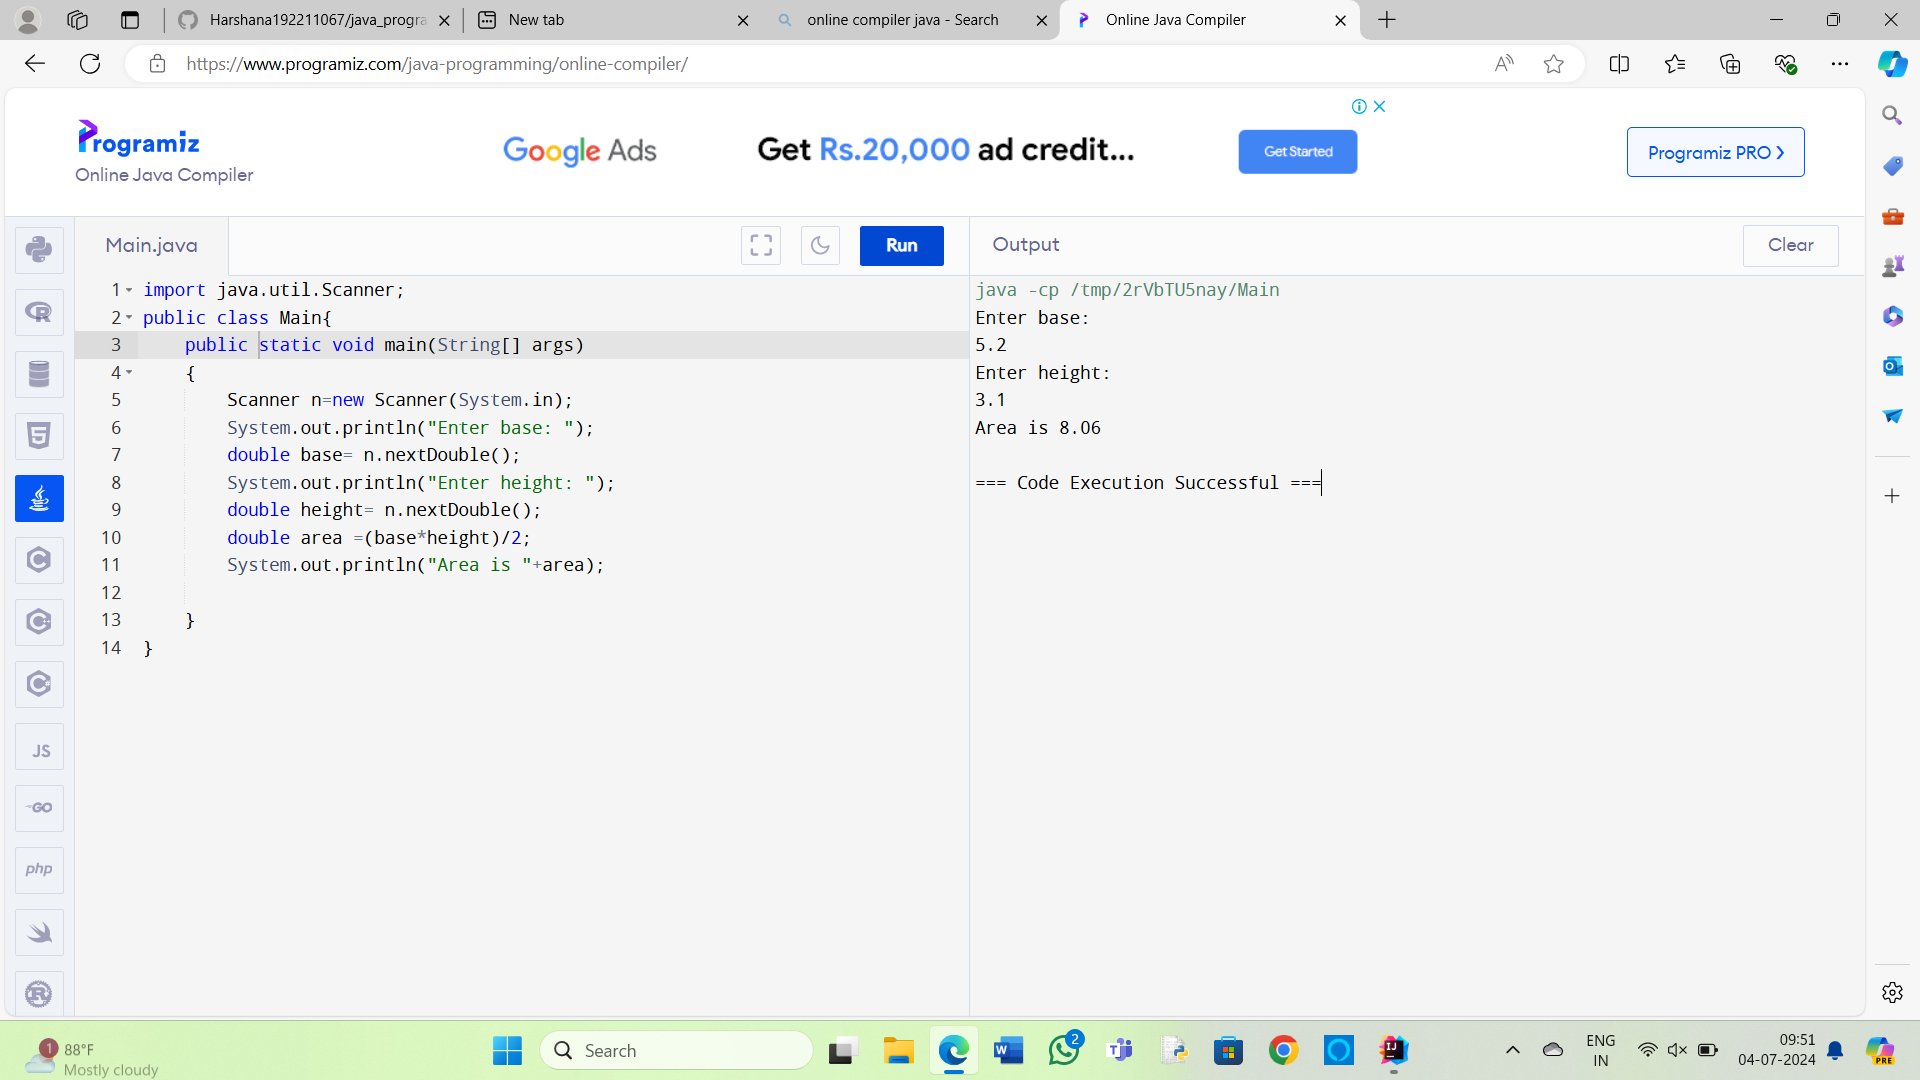 Harshana192211067/java_progra
New tab
online compiler java - Search
Online Java Compiler
https://www.programiz.com/java-programming/online-compiler/
Programiz
Online Java Compiler
Google Ads
Get Rs.20,000 ad credit...
Get Started
Programiz PRO
Main.java
Run
Output
Clear
1 import java.util.Scanner;
2 public class Main{
3 public static void main(String[] args)
4 {
5 Scanner n=new Scanner(System.in);
6 System.out.println("Enter base: ");
7 double base= n.nextDouble();
8 System.out.println("Enter height: ");
9 double height= n.nextDouble();
10 double area =(base*height)/2;
11 System.out.println("Area is "+area);
12
13 }
14 }
java -cp /tmp/2rVbTU5nay/Main
Enter base:
5.2
Enter height:
3.1
Area is 8.06
=== Code Execution Successful ===
R
5
C
C
C
JS
GO
php
R
1
88°F
Mostly cloudy
Search
W
2
IJ
ENG
IN
09:51
04-07-2024
PRE